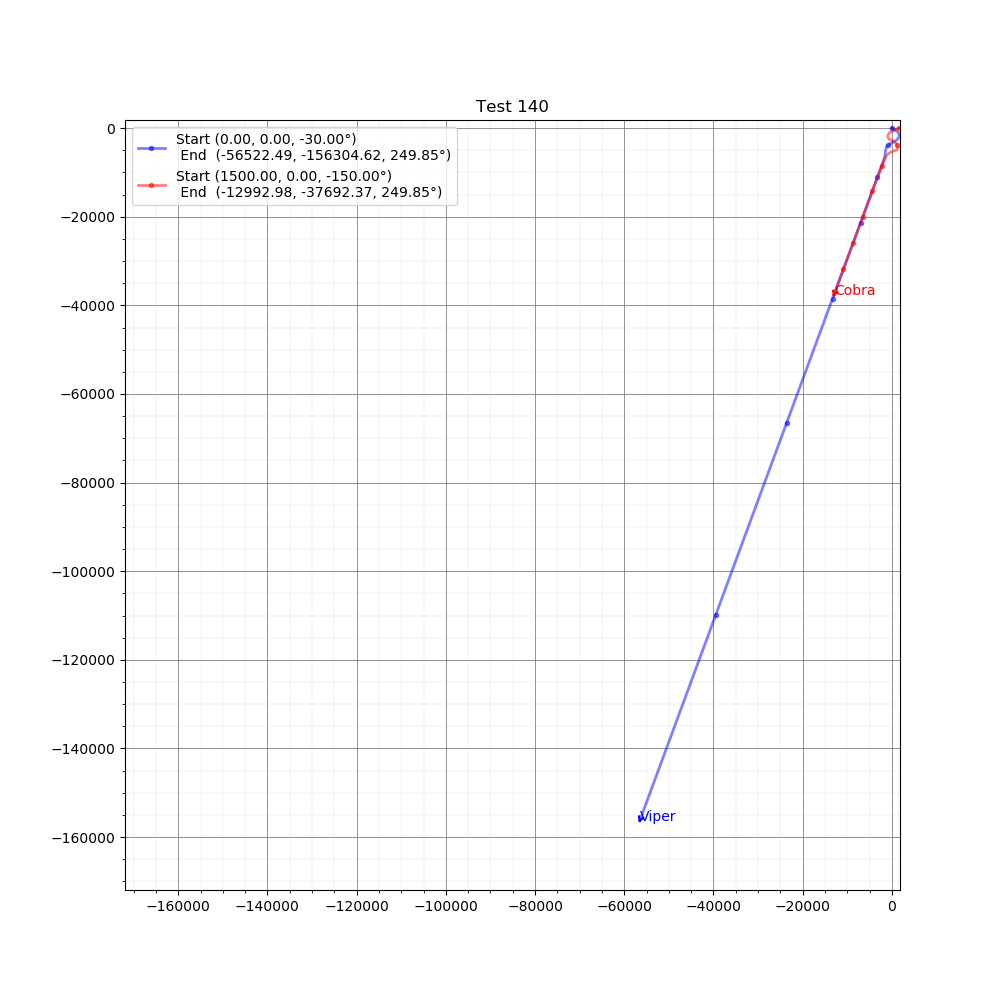 Test 140
Start (0.00, 0.00, -30.00°)
End  (-56522.49, -156304.62, 249.85°)
Start (1500.00, 0.00, -150.00°)
End  (-12992.98, -37692.37, 249.85°)
0
−20000
−40000
−60000
−80000
−100000
−120000
−140000
−160000
Cobra
Viper
−160000 −140000 −120000 −100000 −80000 −60000 −40000 −20000 0